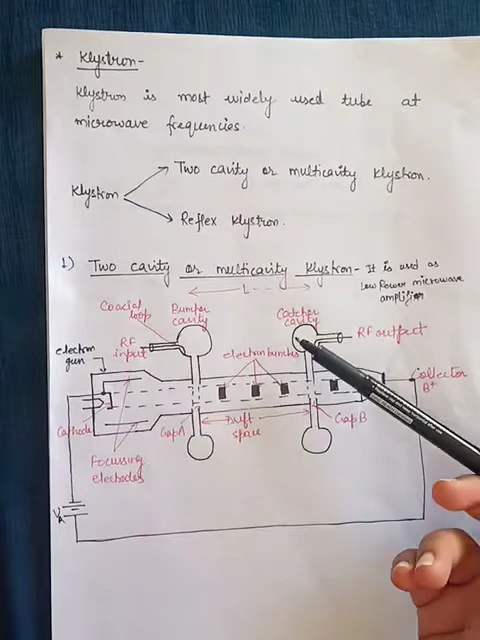 * Klystron-
Klystron is most widely used tube at
microwave frequencies.
Klystron
Two cavity or multicavity Klystron.
Reflex Klystron.
1) Two cavity or multicavity Klystron - It is used as
Low Power microwave
amplifier
L
Coacial
loop
Buncher
cavity
Catcher
cavity
RF
input
RF output
electron
gun
electron bunches
Collector
B+
Cathode
Gap A
Drift
space
Gap B
Focussing
electrodes